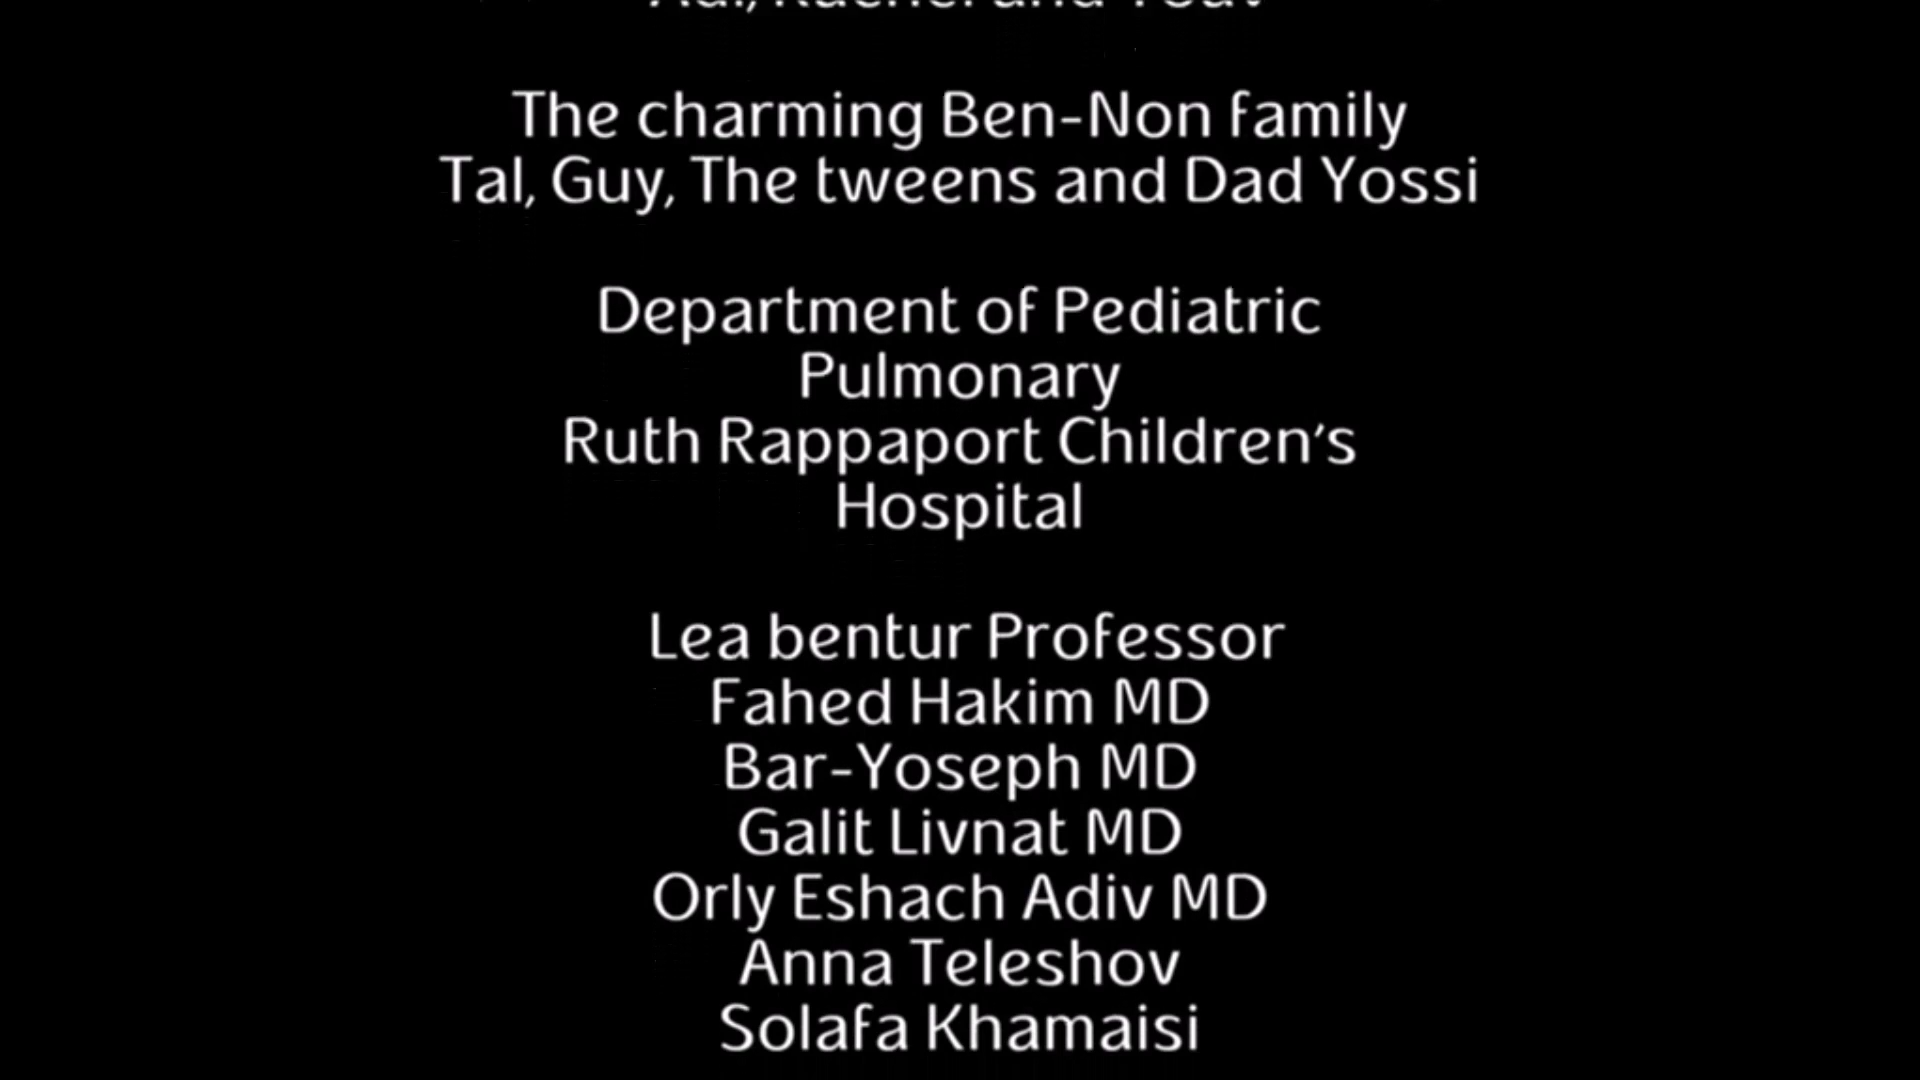 The charming Ben-Non family
Tal, Guy, The tweens and Dad Yossi
Department of Pediatric
Pulmonary
Ruth Rappaport Children's
Hospital
Lea bentur Professor
Fahed Hakim MD
Bar-Yoseph MD
Galit Livnat MD
Orly Eshach Adiv MD
Anna Teleshov
Solafa Khamaisi